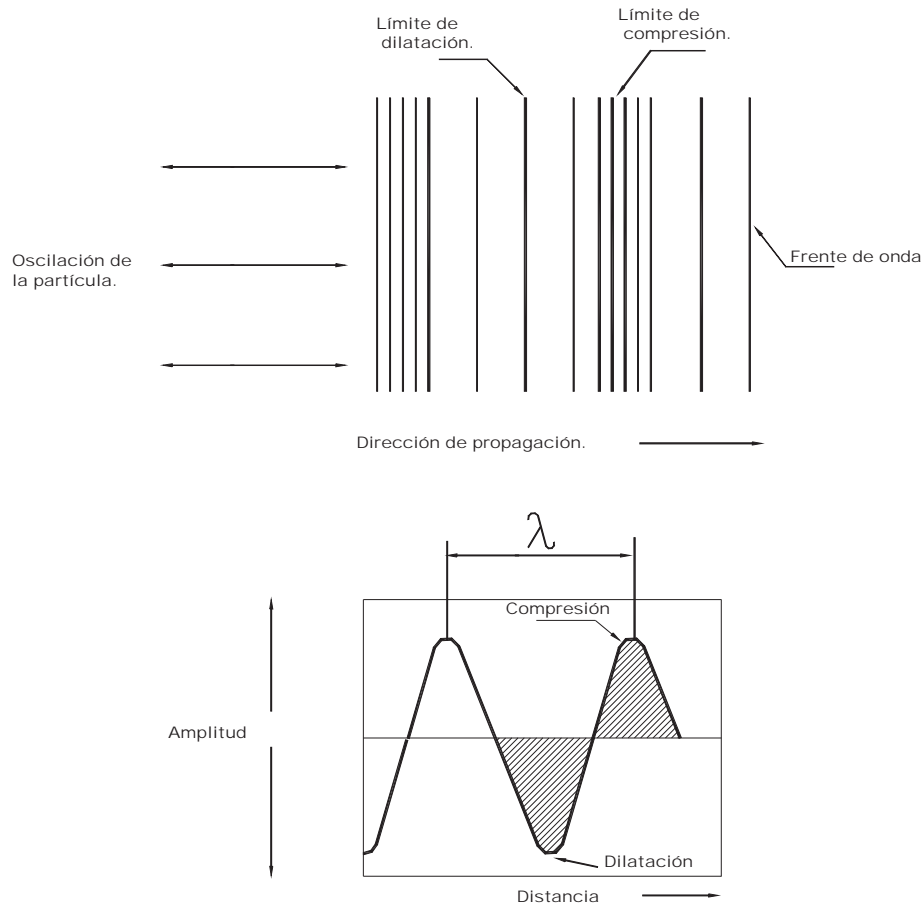 Límite de
dilatación.
Límite de
compresión.
Oscilación de
la partícula.
Frente de onda
Dirección de propagación.
λ
Compresión
Amplitud
Dilatación
Distancia